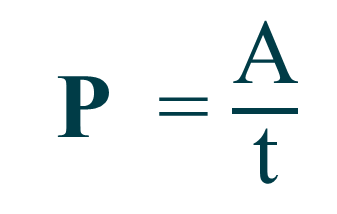 P = A/t